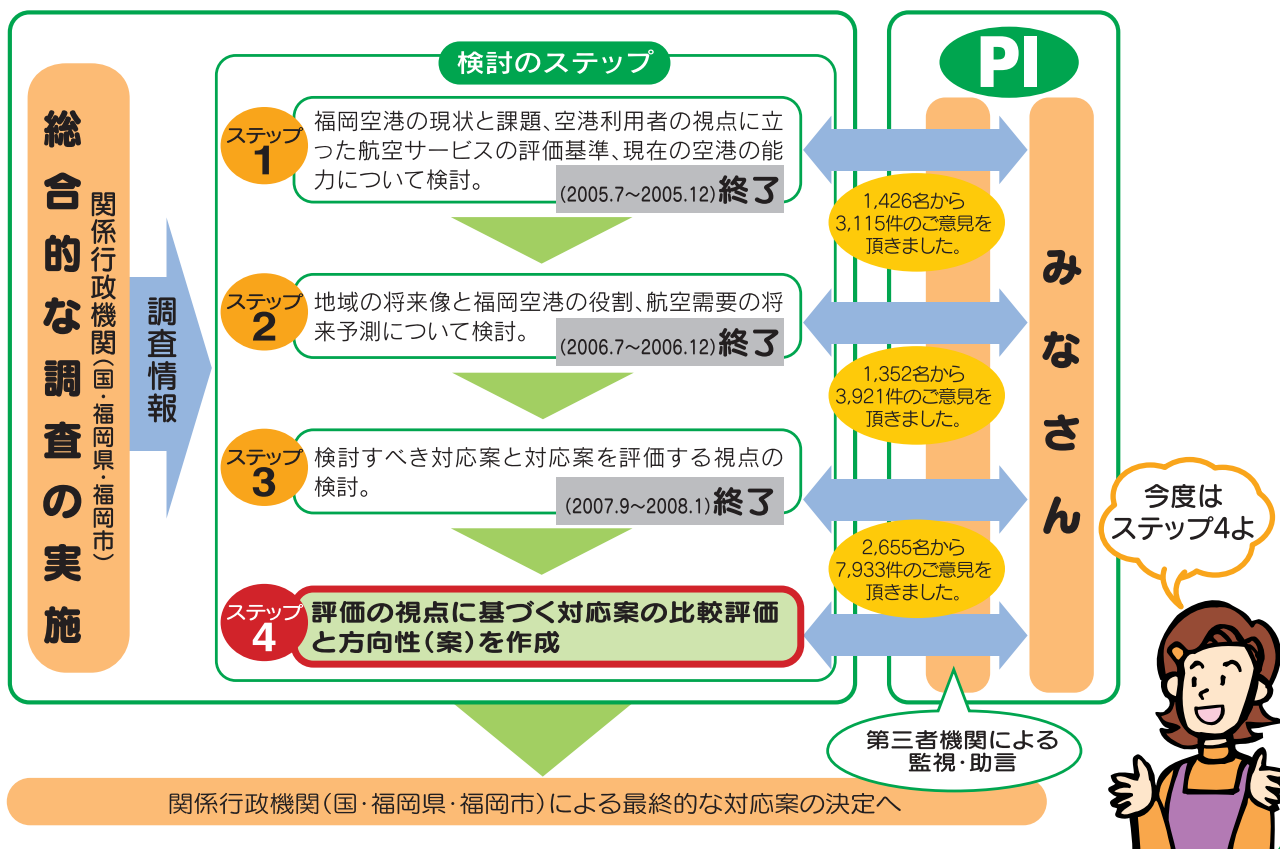 総合的な調査の実施
関係行政機関(国・福岡県・福岡市)
調査情報
検討のステップ
ステップ
1
福岡空港の現状と課題、空港利用者の視点に立
った航空サービスの評価基準、現在の空港の能
力について検討。
(2005.7～2005.12)終了
ステップ
2
地域の将来像と福岡空港の役割、航空需要の将
来予測について検討。
(2006.7～2006.12)終了
ステップ
3
検討すべき対応案と対応案を評価する視点の
検討。
(2007.9～2008.1)終了
ステップ
4
評価の視点に基づく対応案の比較評価
と方向性(案)を作成
PI
1,426名から
3,115件のご意見を
頂きました。
1,352名から
3,921件のご意見を
頂きました。
2,655名から
7,933件のご意見を
頂きました。
みなさん
第三者機関による
監視・助言
今度は
ステップ4よ
関係行政機関(国・福岡県・福岡市)による最終的な対応案の決定へ